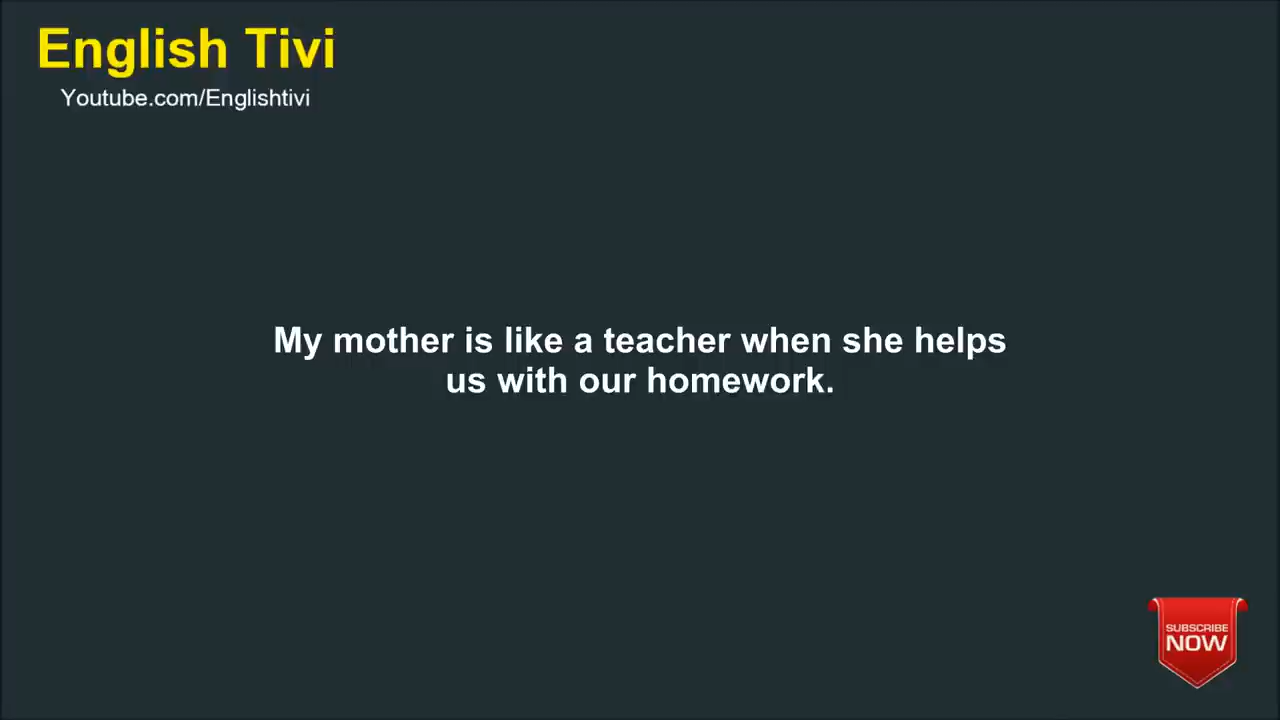 English Tivi
Youtube.com/Englishtivi
My mother is like a teacher when she helps
us with our homework.
SUBSCRIBE
NOW